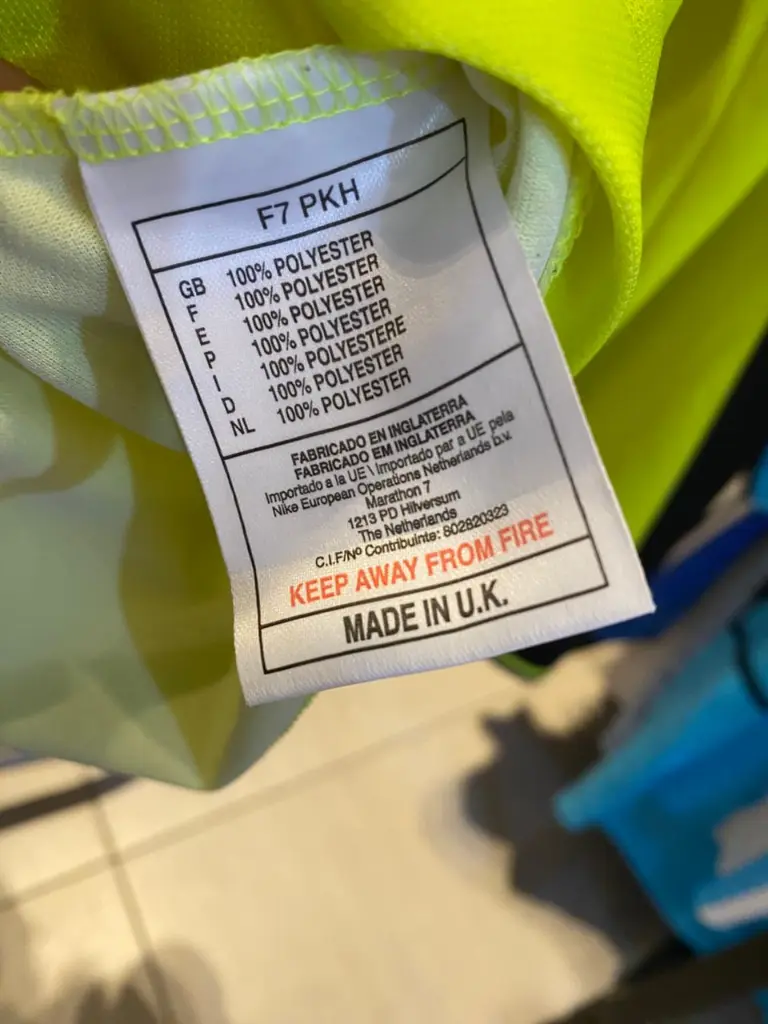 F7 PKH
GB 100% POLYESTER
F 100% POLYESTER
E 100% POLYESTER
P 100% POLYESTER
I 100% POLYESTERE
D 100% POLYESTER
NL 100% POLYESTER
FABRICADO EN INGLATERRA
FABRICADO EM INGLATERRA
Importado a la UE \ Importado par a UE pela
Nike European Operations Netherlands b.v.
Marathon 7
1213 PD Hilversum
The Netherlands
C.I.F/Nº Contribuinte: 802820323
KEEP AWAY FROM FIRE
MADE IN U.K.